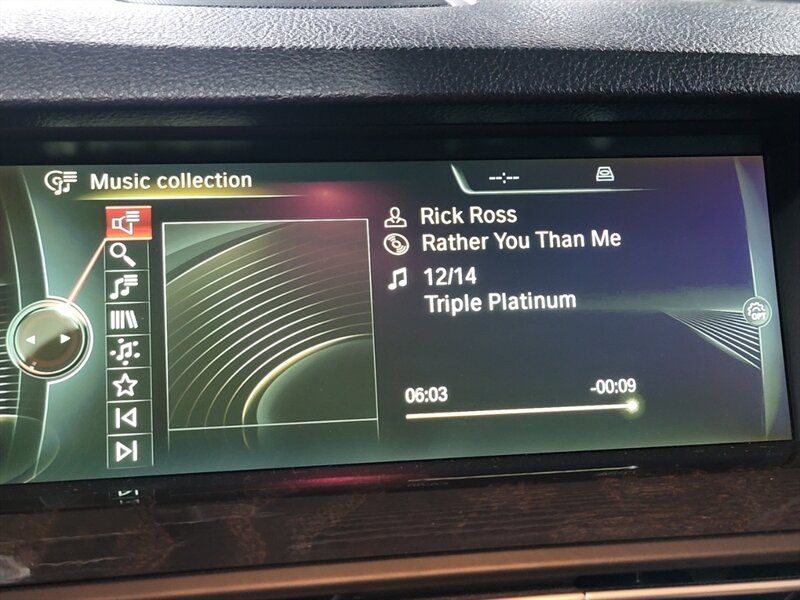 Music collection
--:--
Rick Ross
Rather You Than Me
12/14
Triple Platinum
OPT
06:03
-00:09